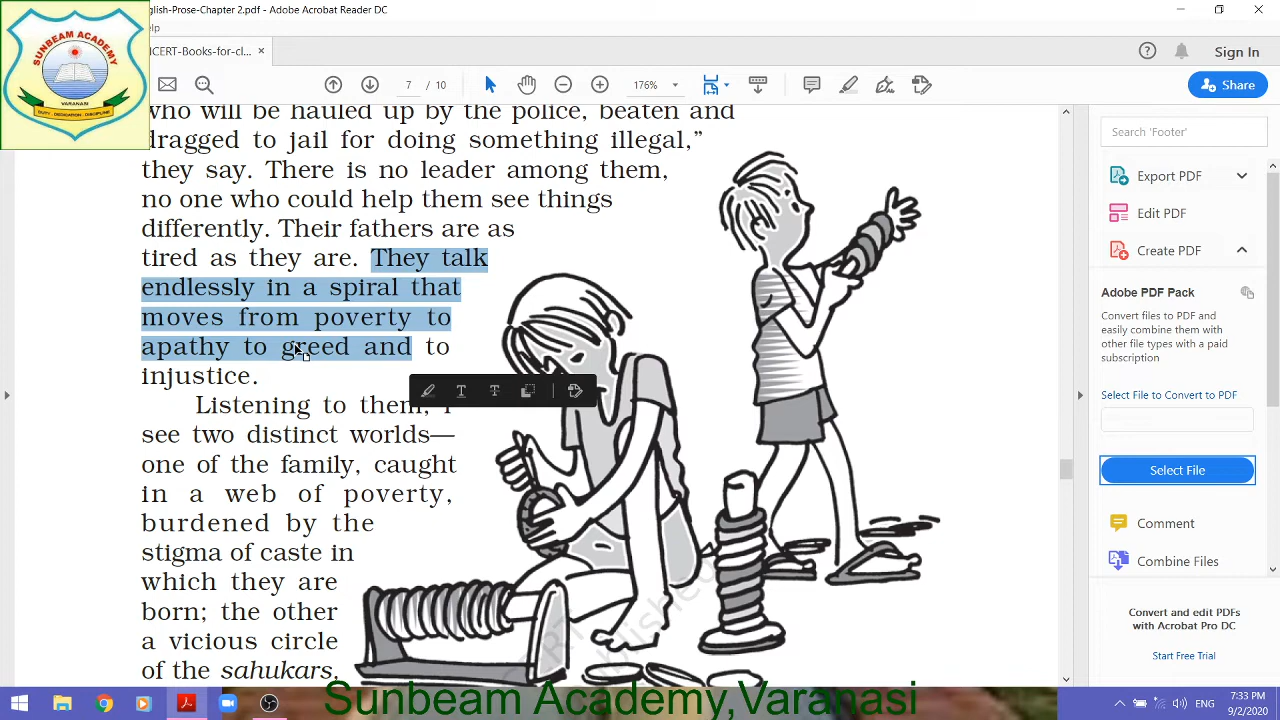 SUNBEAM ACADEMY
VARANASI
DUTY . DEDICATION . DISCIPLINE
glish-Prose-Chapter 2.pdf - Adobe Acrobat Reader DC
elp
ICERT-Books-for-cl...
Sign In
7 / 10
176%
Share
who will be hauled up by the police, beaten and
dragged to jail for doing something illegal,”
they say. There is no leader among them,
no one who could help them see things
differently. Their fathers are as
tired as they are. They talk
endlessly in a spiral that
moves from poverty to
apathy to greed and to
injustice.
Listening to them, I
see two distinct worlds—
one of the family, caught
in a web of poverty,
burdened by the
stigma of caste in
which they are
born; the other
a vicious circle
of the sahukars,
Search 'Footer'
Export PDF
Edit PDF
Create PDF
Adobe PDF Pack
Convert files to PDF and
easily combine them with
other file types with a paid
subscription
Select File to Convert to PDF
Select File
Comment
Combine Files
Convert and edit PDFs
with Acrobat Pro DC
Start Free Trial
Sunbeam Academy,Varanasi
ENG
7:33 PM
9/2/2020